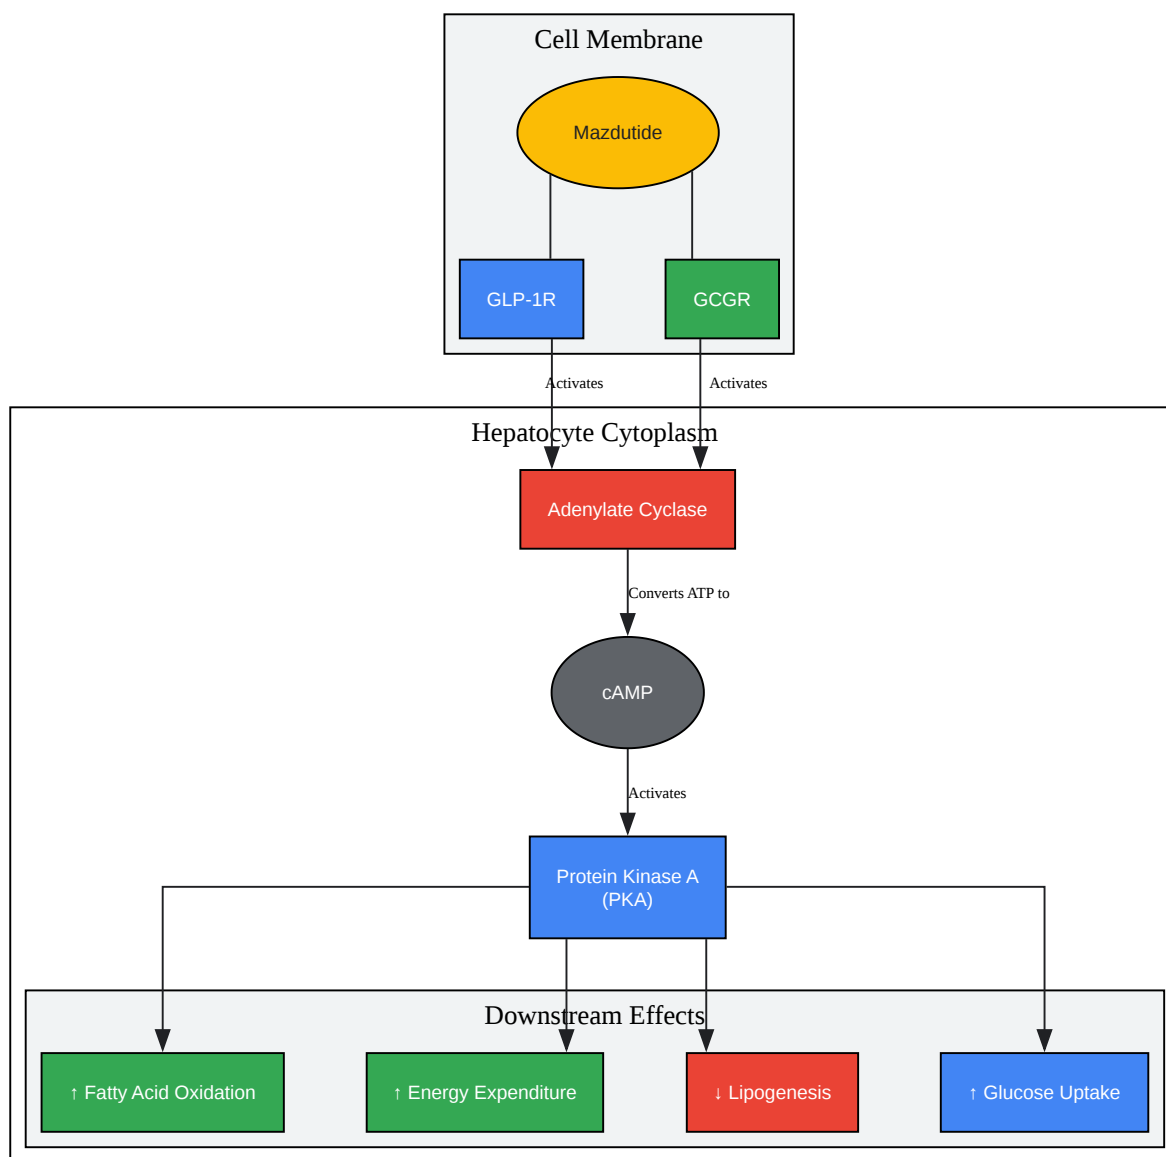 Cell Membrane
Mazdutide
GLP-1R
GCGR
Activates
Activates
Hepatocyte Cytoplasm
Adenylate Cyclase
Converts ATP to
cAMP
Activates
Protein Kinase A
(PKA)
Downstream Effects
↑ Fatty Acid Oxidation
↑ Energy Expenditure
↓ Lipogenesis
↑ Glucose Uptake